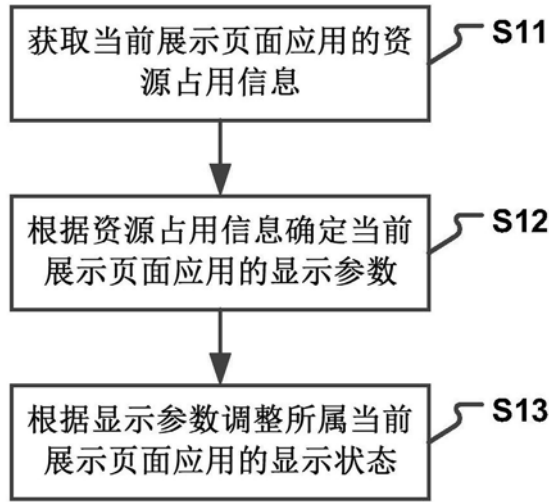 获取当前展示页面应用的资
源占用信息
S11
根据资源占用信息确定当前
展示页面应用的显示参数
S12
根据显示参数调整所属当前
展示页面应用的显示状态
S13